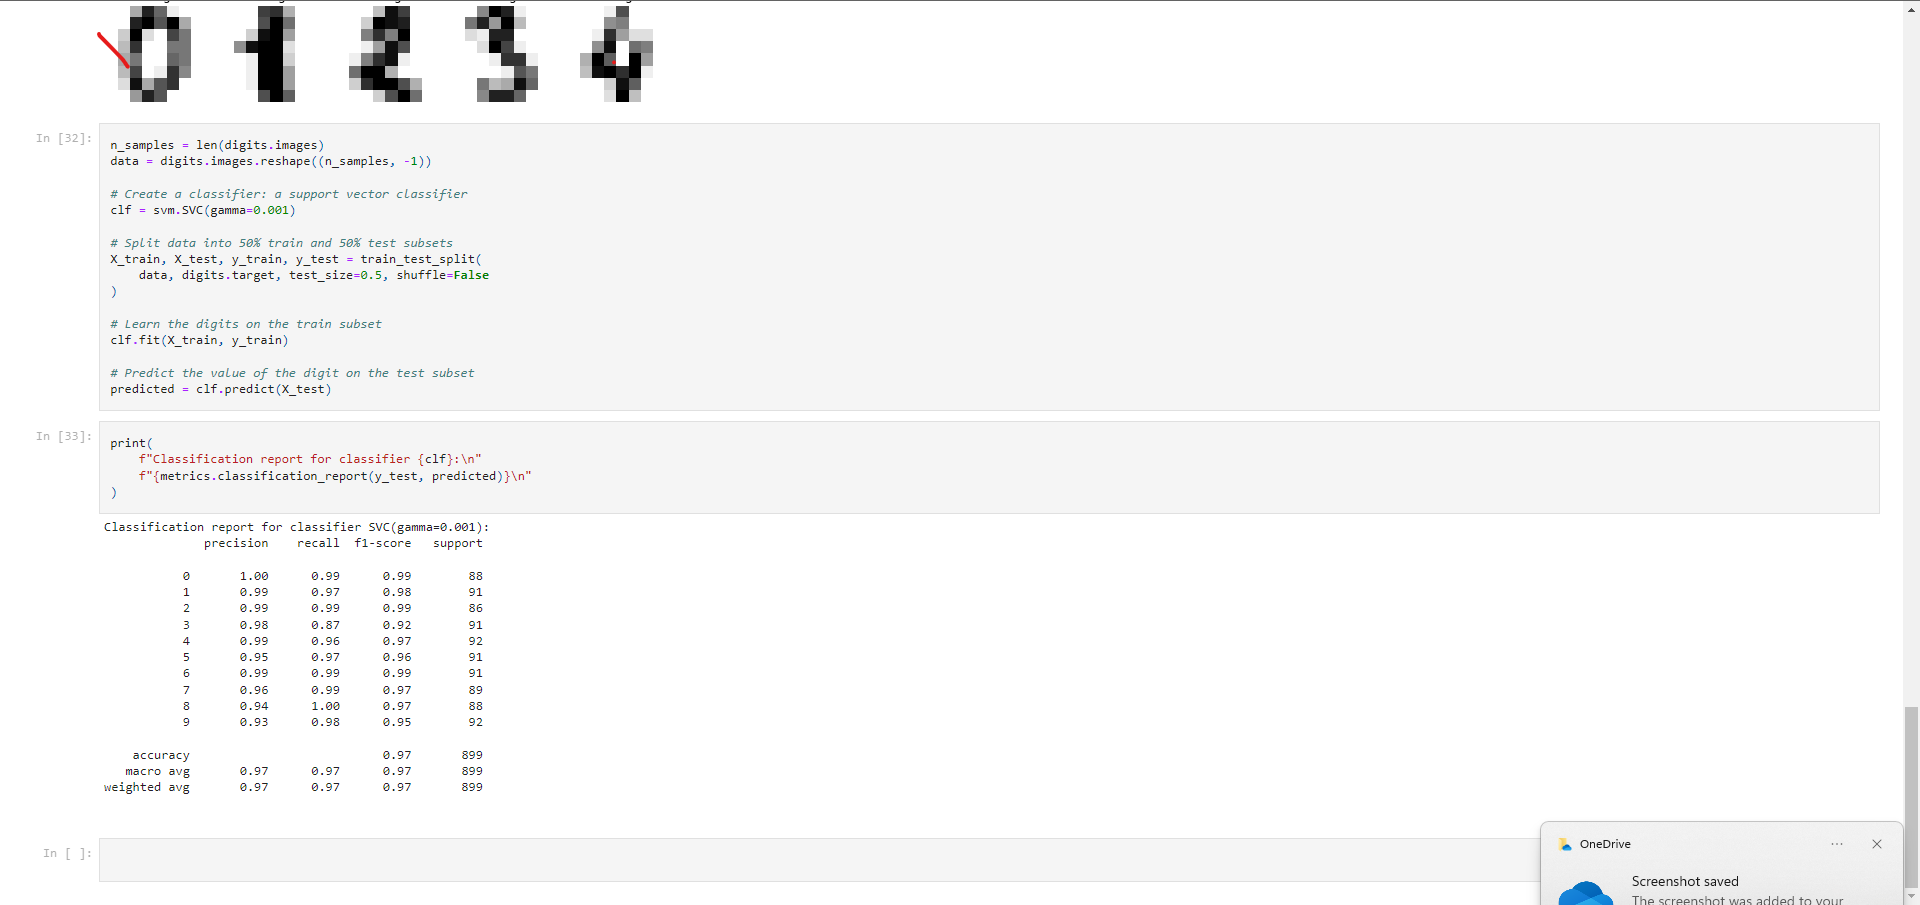 In [32]:
n_samples = len(digits.images)
data = digits.images.reshape((n_samples, -1))
# Create a classifier: a support vector classifier
clf = svm.SVC(gamma=0.001)
# Split data into 50% train and 50% test subsets
X_train, X_test, y_train, y_test = train_test_split(
    data, digits.target, test_size=0.5, shuffle=False
)
# Learn the digits on the train subset
clf.fit(X_train, y_train)
# Predict the value of the digit on the test subset
predicted = clf.predict(X_test)
In [33]:
print(
    f"Classification report for classifier {clf}:\n"
    f"{metrics.classification_report(y_test, predicted)}\n"
)
Classification report for classifier SVC(gamma=0.001):
              precision    recall  f1-score   support
           0       1.00      0.99      0.99        88
           1       0.99      0.97      0.98        91
           2       0.99      0.99      0.99        86
           3       0.98      0.87      0.92        91
           4       0.99      0.96      0.97        92
           5       0.95      0.97      0.96        91
           6       0.99      0.99      0.99        91
           7       0.96      0.99      0.97        89
           8       0.94      1.00      0.97        88
           9       0.93      0.98      0.95        92
    accuracy                           0.97       899
   macro avg       0.97      0.97      0.97       899
weighted avg       0.97      0.97      0.97       899
In [ ]:
OneDrive
Screenshot saved
The screenshot was added to your